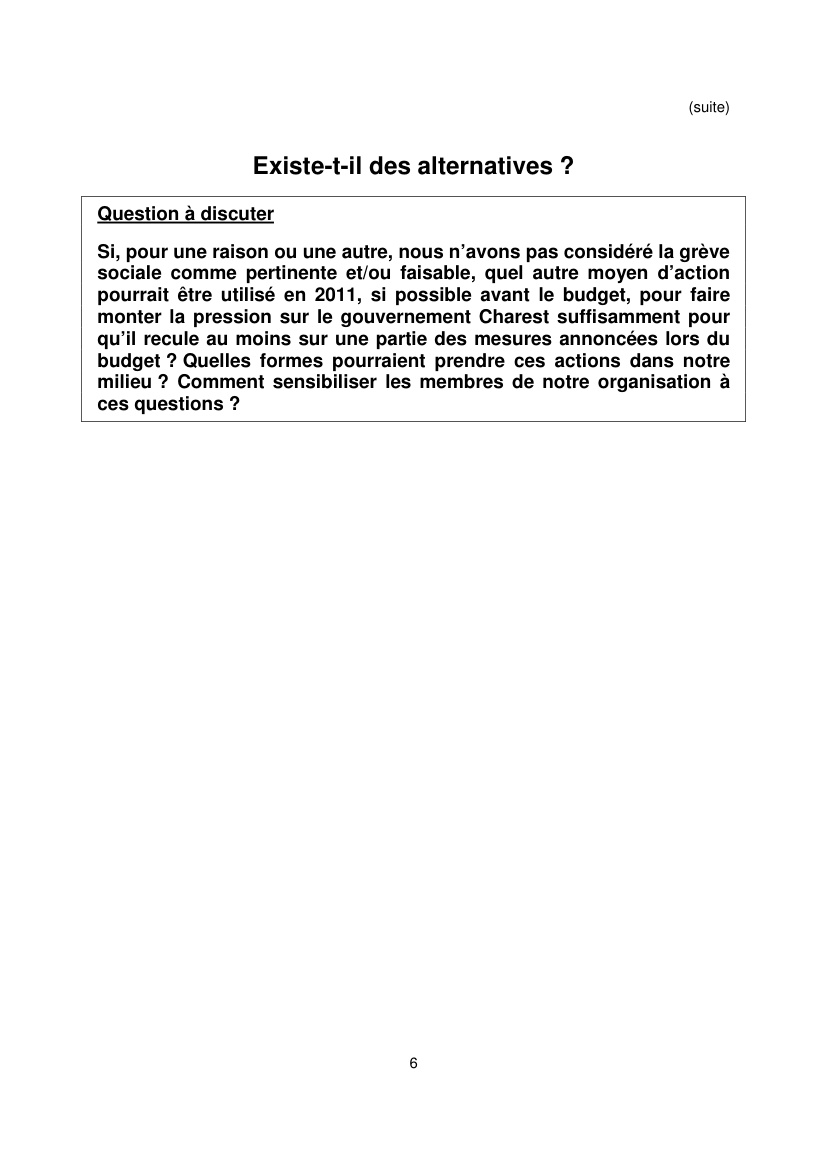 (suite)
Existe-t-il des alternatives ?
Question à discuter
Si, pour une raison ou une autre, nous n’avons pas considéré la grève
sociale comme pertinente et/ou faisable, quel autre moyen d’action
pourrait être utilisé en 2011, si possible avant le budget, pour faire
monter la pression sur le gouvernement Charest suffisamment pour
qu’il recule au moins sur une partie des mesures annoncées lors du
budget ? Quelles formes pourraient prendre ces actions dans notre
milieu ? Comment sensibiliser les membres de notre organisation à
ces questions ?
6